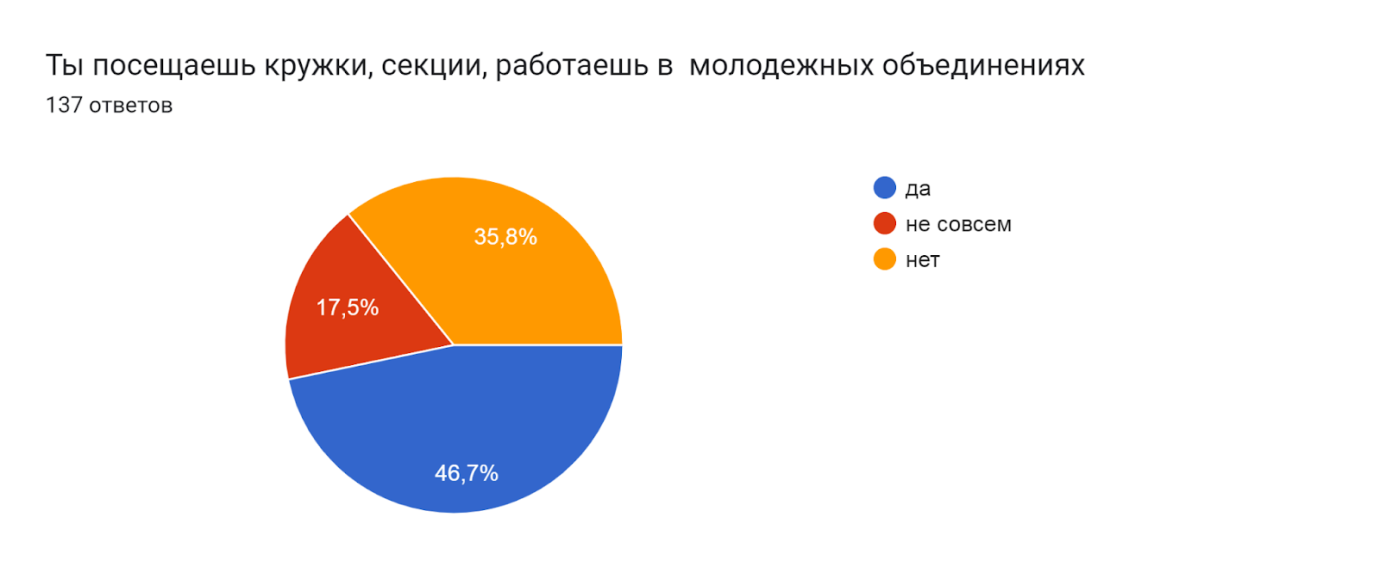 Ты посещаешь кружки, секции, работаешь в  молодежных объединениях
137 ответов
да
не совсем
нет
35,8%
17,5%
46,7%